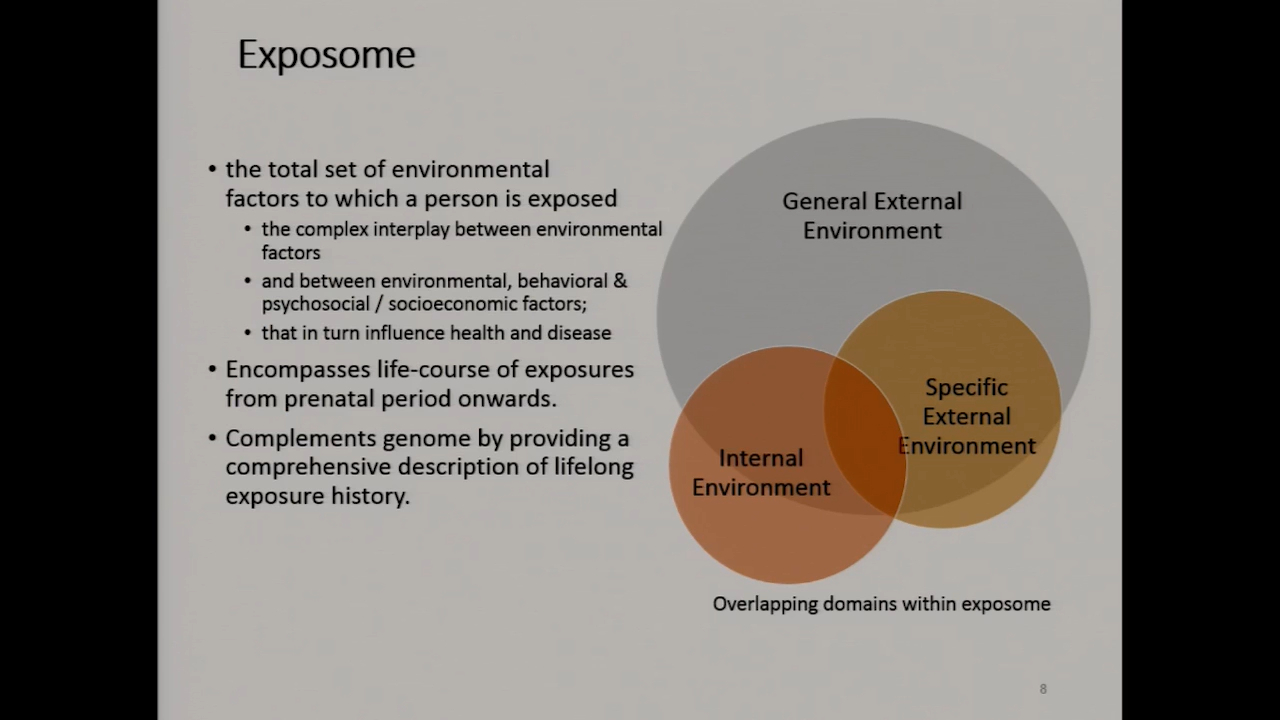 Exposome
• the total set of environmental
factors to which a person is exposed
• the complex interplay between environmental
factors
• and between environmental, behavioral &
psychosocial / socioeconomic factors;
• that in turn influence health and disease
• Encompasses life-course of exposures
from prenatal period onwards.
• Complements genome by providing a
comprehensive description of lifelong
exposure history.
General External
Environment
Specific
External
Environment
Internal
Environment
Overlapping domains within exposome
8